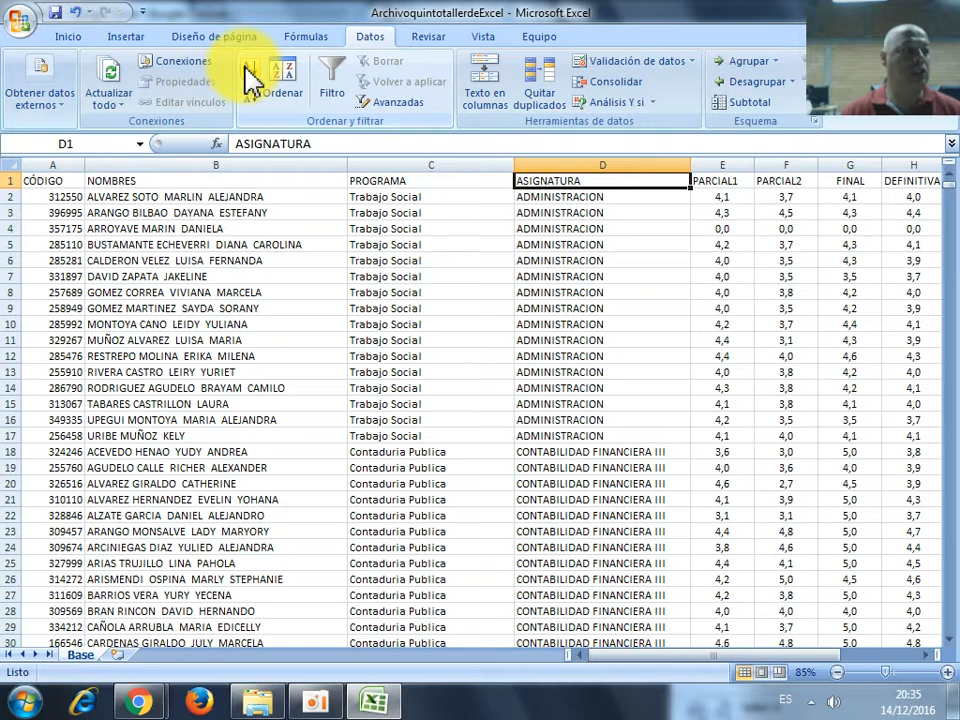 ArchivoquintotallerdeExcel - Microsoft Excel
Inicio Insertar Diseño de página Fórmulas Datos Revisar Vista Equipo
Obtener datos externos
Actualizar todo
Conexiones
Propiedades
Editar vínculos
Conexiones
Ordenar
Filtro
Borrar
Volver a aplicar
Avanzadas
Ordenar y filtrar
Texto en columnas
Quitar duplicados
Validación de datos
Consolidar
Análisis Y si
Herramientas de datos
Agrupar
Desagrupar
Subtotal
Esquema
D1 fx ASIGNATURA
A B C D E F G H
1 CÓDIGO NOMBRES PROGRAMA ASIGNATURA PARCIAL1 PARCIAL2 FINAL DEFINITIVA
2 312550 ALVAREZ SOTO MARLIN ALEJANDRA Trabajo Social ADMINISTRACION 4,1 3,7 4,1 4,0
3 396995 ARANGO BILBAO DAYANA ESTEFANY Trabajo Social ADMINISTRACION 4,3 4,5 4,3 4,4
4 357175 ARROYAVE MARIN DANIELA Trabajo Social ADMINISTRACION 0,0 0,0 0,0 0,0
5 285110 BUSTAMANTE ECHEVERRI DIANA CAROLINA Trabajo Social ADMINISTRACION 4,2 3,7 4,3 4,1
6 285281 CALDERON VELEZ LUISA FERNANDA Trabajo Social ADMINISTRACION 4,0 3,5 4,3 3,9
7 331897 DAVID ZAPATA JAKELINE Trabajo Social ADMINISTRACION 4,0 3,5 3,5 3,7
8 257689 GOMEZ CORREA VIVIANA MARCELA Trabajo Social ADMINISTRACION 4,0 3,8 4,2 4,0
9 258949 GOMEZ MARTINEZ SAYDA SORANY Trabajo Social ADMINISTRACION 4,0 3,5 4,2 3,9
10 285992 MONTOYA CANO LEIDY YULIANA Trabajo Social ADMINISTRACION 4,2 3,7 4,4 4,1
11 329267 MUÑOZ ALVAREZ LUISA MARIA Trabajo Social ADMINISTRACION 4,4 3,1 4,3 3,9
12 285476 RESTREPO MOLINA ERIKA MILENA Trabajo Social ADMINISTRACION 4,4 4,0 4,6 4,3
13 255910 RIVERA CASTRO LEIRY YURIET Trabajo Social ADMINISTRACION 4,0 3,8 4,2 4,0
14 286790 RODRIGUEZ AGUDELO BRAYAM CAMILO Trabajo Social ADMINISTRACION 4,3 3,8 4,2 4,1
15 313067 TABARES CASTRILLON LAURA Trabajo Social ADMINISTRACION 4,1 3,8 4,1 4,0
16 349335 UPEGUI MONTOYA MARIA ALEJANDRA Trabajo Social ADMINISTRACION 4,2 3,5 3,5 3,7
17 256458 URIBE MUÑOZ KELY Trabajo Social ADMINISTRACION 4,1 4,0 4,1 4,1
18 324246 ACEVEDO HENAO YUDY ANDREA Contaduria Publica CONTABILIDAD FINANCIERA III 3,6 3,0 5,0 3,8
19 255760 AGUDELO CALLE RICHER ALEXANDER Contaduria Publica CONTABILIDAD FINANCIERA III 4,0 3,6 4,0 3,9
20 326516 ALVAREZ GIRALDO CATHERINE Contaduria Publica CONTABILIDAD FINANCIERA III 4,6 2,7 4,5 3,9
21 310110 ALVAREZ HERNANDEZ EVELIN YOHANA Contaduria Publica CONTABILIDAD FINANCIERA III 4,1 3,9 5,0 4,3
22 328846 ALZATE GARCIA DANIEL ALEJANDRO Contaduria Publica CONTABILIDAD FINANCIERA III 3,1 3,1 5,0 3,7
23 309457 ARANGO MONSALVE LADY MARYORY Contaduria Publica CONTABILIDAD FINANCIERA III 4,4 4,8 5,0 4,7
24 309674 ARCINIEGAS DIAZ YULIED ANDREA Contaduria Publica CONTABILIDAD FINANCIERA III 3,8 4,6 5,0 4,4
25 327999 ARIAS TRUJILLO LINA PAHOLA Contaduria Publica CONTABILIDAD FINANCIERA III 4,4 4,1 5,0 4,5
26 314272 ARISMENDI OSPINA MARLY STEPHANIE Contaduria Publica CONTABILIDAD FINANCIERA III 4,2 5,0 4,5 4,6
27 311609 BARRIOS VERA YURY YECENA Contaduria Publica CONTABILIDAD FINANCIERA III 4,2 3,8 5,0 4,3
28 309569 BRAN RINCON DAVID HERNANDO Contaduria Publica CONTABILIDAD FINANCIERA III 4,0 4,0 4,0 4,0
29 334212 CAÑOLA ARRUBLA MARIA EDICELLY Contaduria Publica CONTABILIDAD FINANCIERA III 4,1 3,7 5,0 4,2
30 166546 CARDENAS GIRALDO JULY MARCELA Contaduria Publica CONTABILIDAD FINANCIERA III 4,6 4,8 5,0 4,8
Base
Listo 85%
ES 20:35
14/12/2016